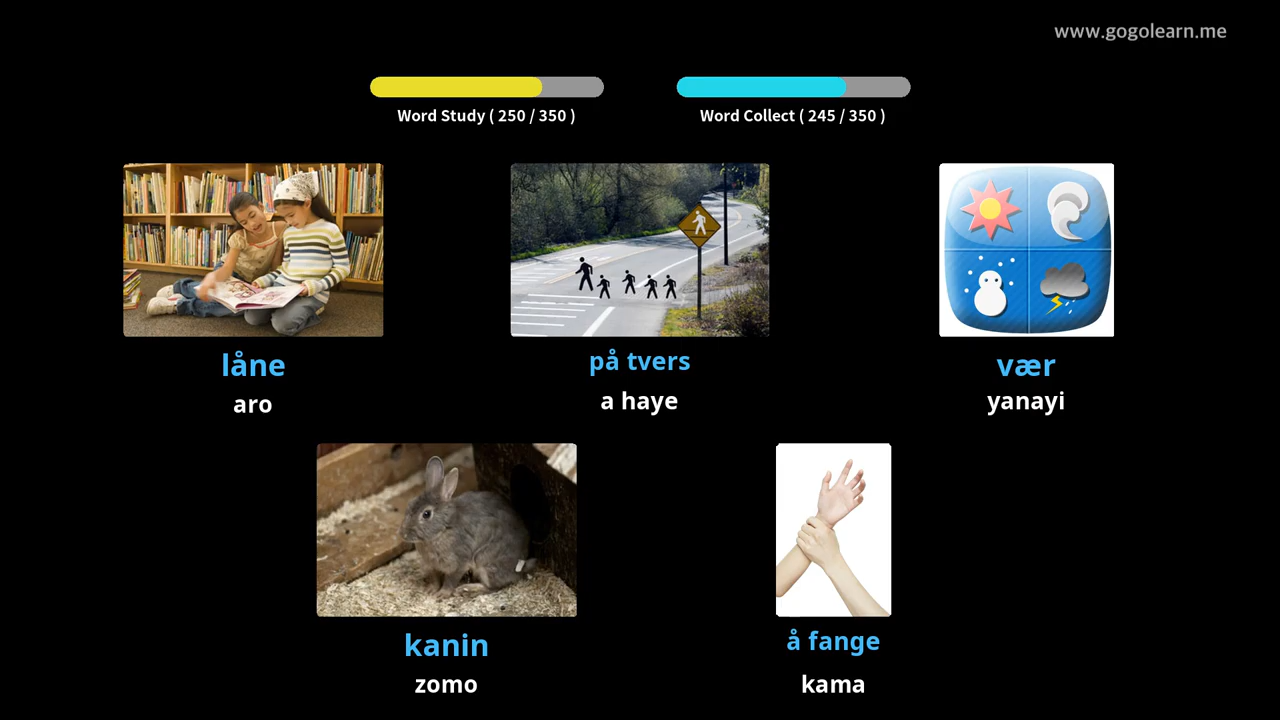 www.gogolearn.me
Word Study ( 250 / 350 )
Word Collect ( 245 / 350 )
låne
aro
på tvers
a haye
vær
yanayi
kanin
zomo
å fange
kama